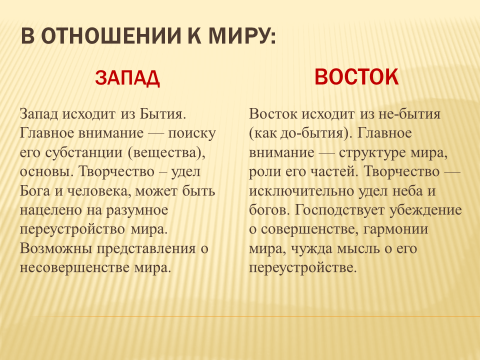 В ОТНОШЕНИИ К МИРУ:
ЗАПАД
Запад исходит из Бытия.
Главное внимание — поиску
его субстанции (вещества),
основы. Творчество – удел
Бога и человека, может быть
нацелено на разумное
переустройство мира.
Возможны представления о
несовершенстве мира.
ВОСТОК
Восток исходит из не-бытия
(как до-бытия). Главное
внимание — структуре мира,
роли его частей. Творчество —
исключительно удел неба и
богов. Господствует убеждение
о совершенстве, гармонии
мира, чужда мысль о его
переустройстве.